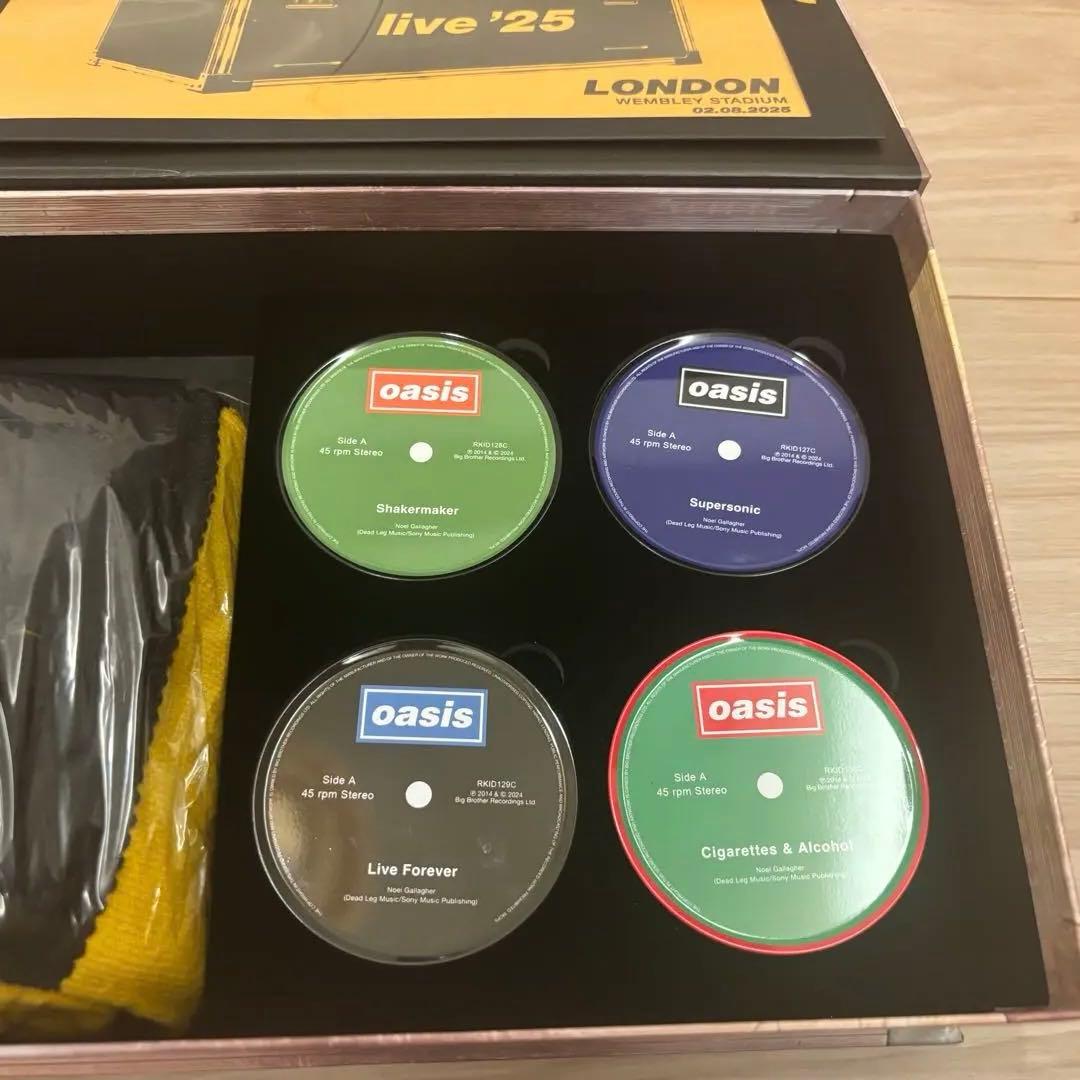 live '25
LONDON
WEMBLEY STADIUM
02.08.2025
oasis
Side A
45 rpm Stereo
RKID128C
℗ 2014 & © 2024
Big Brother Recordings Ltd.
Shakermaker
Noel Gallagher
(Dead Leg Music/Sony Music Publishing)
oasis
Side A
45 rpm Stereo
RKID127C
℗ 2014 & © 2024
Big Brother Recordings Ltd.
Supersonic
Noel Gallagher
(Dead Leg Music/Sony Music Publishing)
oasis
Side A
45 rpm Stereo
RKID129C
℗ 2014 & © 2024
Big Brother Recordings Ltd.
Live Forever
Noel Gallagher
(Dead Leg Music/Sony Music Publishing)
oasis
Side A
45 rpm Stereo
℗ 2014 & © 2024
Big Brother Recordings Ltd.
Cigarettes & Alcohol
Noel Gallagher
(Dead Leg Music/Sony Music Publishing)